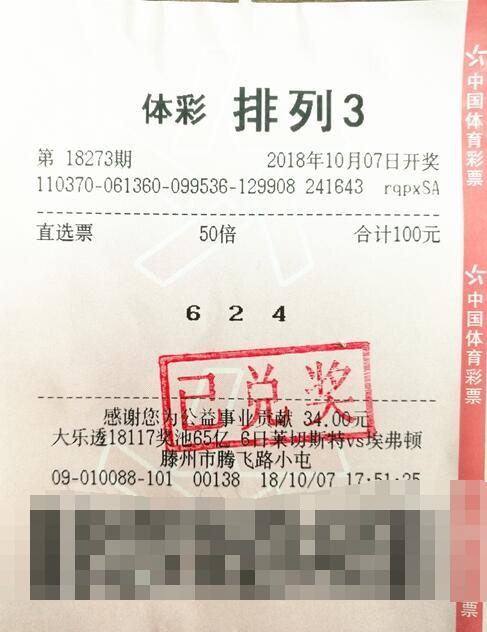 体彩 排列3
第 18273期 2018年10月07日开奖
110370-061360-099536-129908 241643 rqpxSA
直选票 50倍 合计100元
6 2 4
已兑奖
感谢您为公益事业贡献 34.00元
大乐透18117奖池65亿 6日莱切斯特vs埃弗顿
滕州市腾飞路小屯
09-010088-101 00138 18/10/07 17:51:25
中国体育彩票
中国体育彩票
票